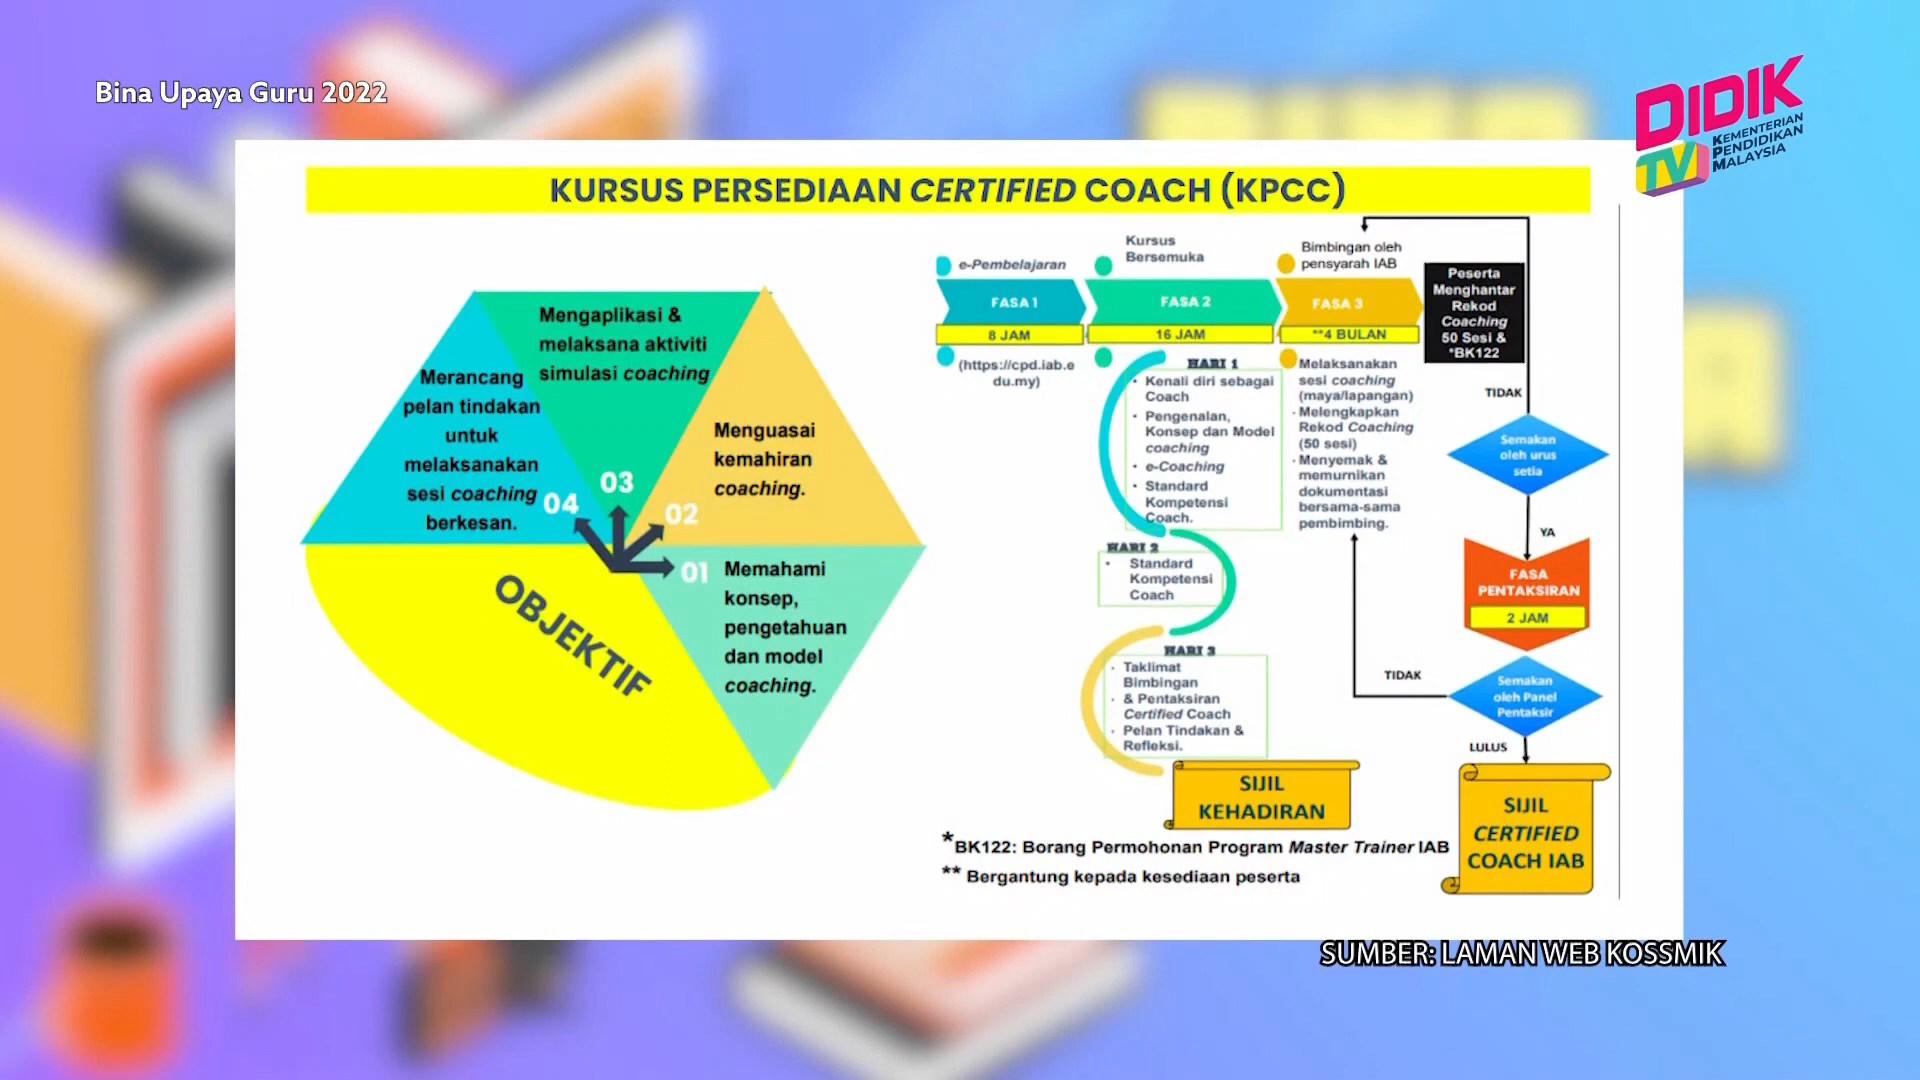 Bina Upaya Guru 2022
DIDIK
TV
KEMENTERIAN
PENDIDIKAN
MALAYSIA
KURSUS PERSEDIAAN CERTIFIED COACH (KPCC)
Mengaplikasi &
melaksana aktiviti
simulasi coaching
Merancang
pelan tindakan
untuk
melaksanakan
sesi coaching
berkesan.
Menguasai
kemahiran
coaching.
04
03
02
01
Memahami
konsep,
pengetahuan
dan model
coaching.
OBJEKTIF
e-Pembelajaran
FASA 1
8 JAM
(https://cpd.iab.e
du.my)
Kursus
Bersemuka
FASA 2
16 JAM
HARI 1
• Kenali diri sebagai
Coach
• Pengenalan,
Konsep dan Model
coaching
• e-Coaching
• Standard
Kompetensi
Coach.
HARI 2
• Standard
Kompetensi
Coach
HARI 3
· Taklimat
Bimbingan
· & Pentaksiran
Certified Coach
· Pelan Tindakan &
Refleksi.
SIJIL
KEHADIRAN
Bimbingan oleh
pensyarah IAB
FASA 3
**4 BULAN
Melaksanakan
sesi coaching
(maya/lapangan)
· Melengkapkan
Rekod Coaching
(50 sesi)
· Menyemak &
memurnikan
dokumentasi
bersama-sama
pembimbing.
Peserta
Menghantar
Rekod
Coaching
50 Sesi &
*BK122
TIDAK
Semakan
oleh urus
setia
YA
FASA
PENTAKSIRAN
2 JAM
TIDAK
Semakan
oleh Panel
Pentaksir
LULUS
SIJIL
CERTIFIED
COACH IAB
*BK122: Borang Permohonan Program Master Trainer IAB
** Bergantung kepada kesediaan peserta
SUMBER: LAMAN WEB KOSSMIK